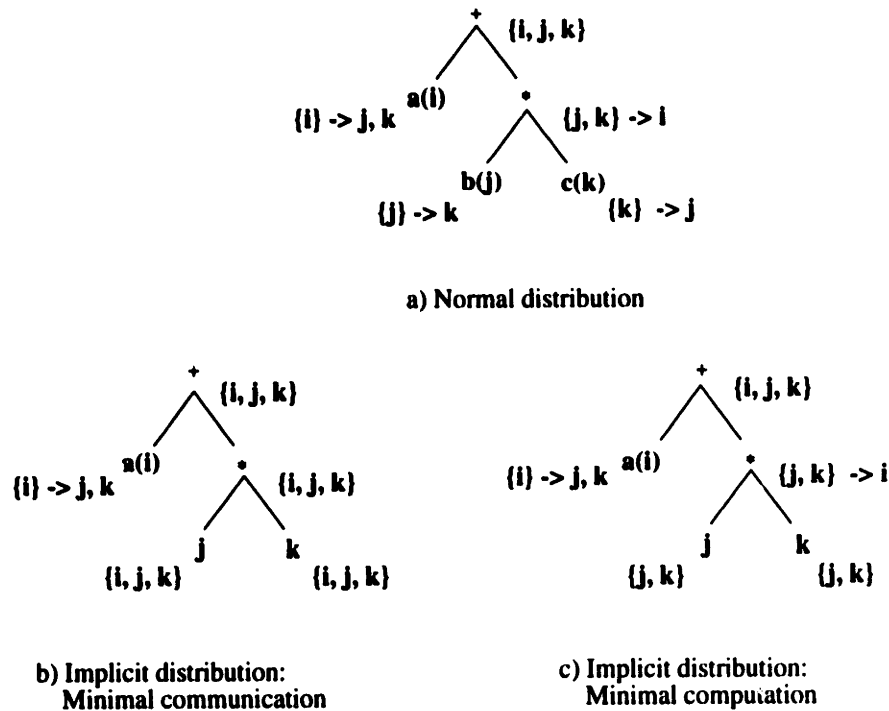 +
{i, j, k}
a(i)
*
{i} -> j, k
{j, k} -> i
b(j)
c(k)
{j} -> k
{k} -> j
a) Normal distribution
+
{i, j, k}
a(i)
*
{i} -> j, k
{i, j, k}
j
k
{i, j, k}
{i, j, k}
b) Implicit distribution:
Minimal communication
+
{i, j, k}
a(i)
*
{i} -> j, k
{j, k} -> i
j
k
{j, k}
{j, k}
c) Implicit distribution:
Minimal computation